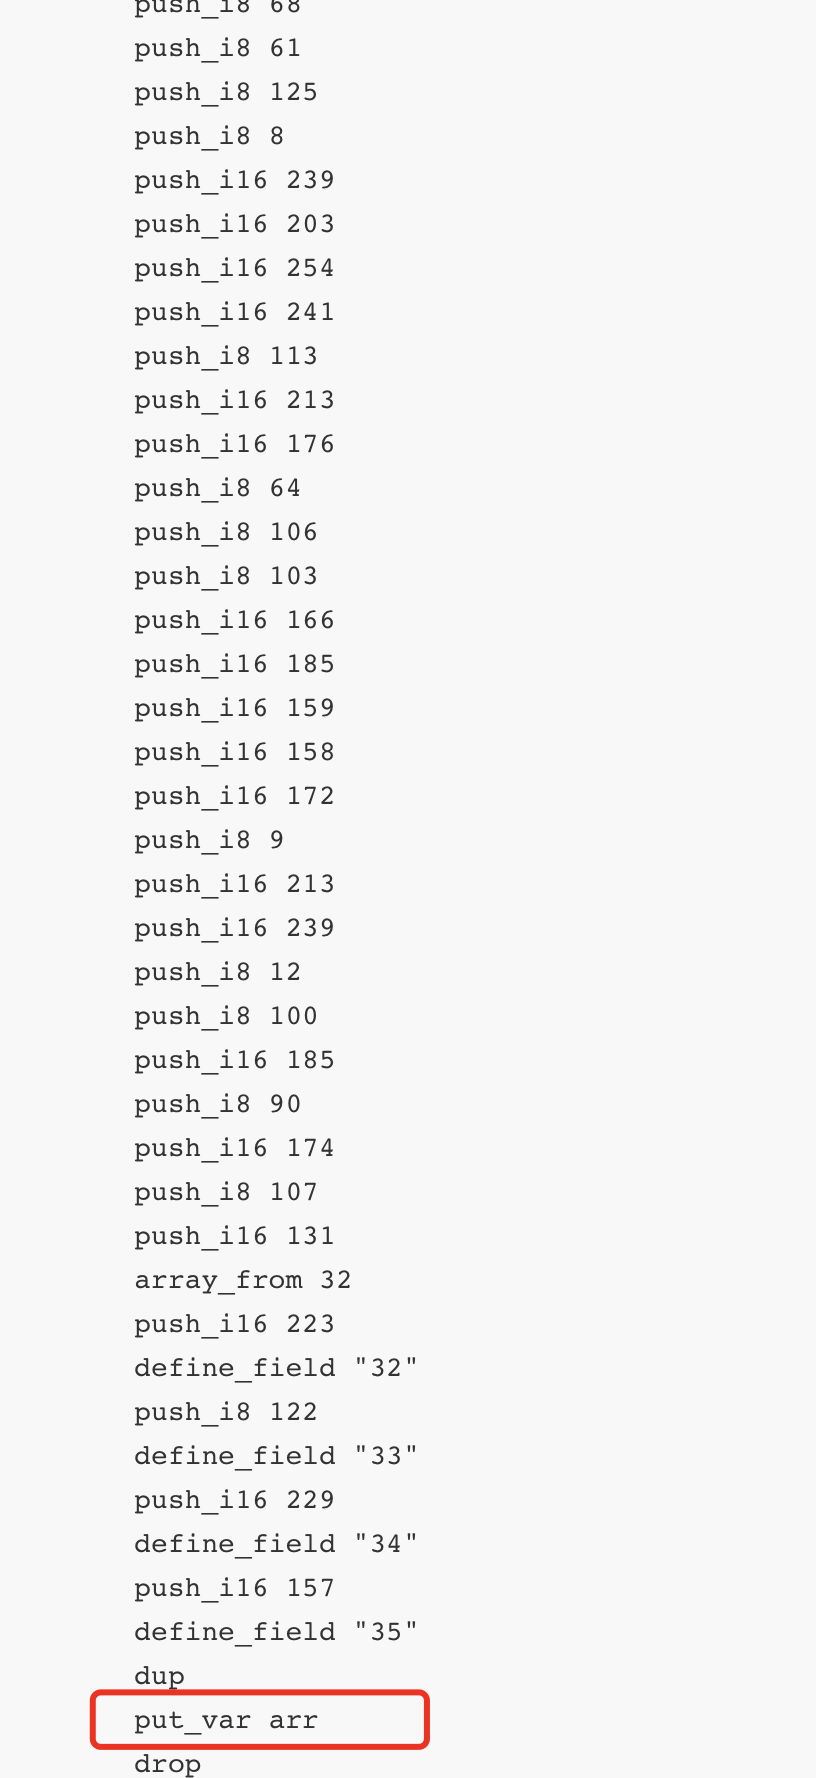 push_i8 68
push_i8 61
push_i8 125
push_i8 8
push_i16 239
push_i16 203
push_i16 254
push_i16 241
push_i8 113
push_i16 213
push_i16 176
push_i8 64
push_i8 106
push_i8 103
push_i16 166
push_i16 185
push_i16 159
push_i16 158
push_i16 172
push_i8 9
push_i16 213
push_i16 239
push_i8 12
push_i8 100
push_i16 185
push_i8 90
push_i16 174
push_i8 107
push_i16 131
array_from 32
push_i16 223
define_field "32"
push_i8 122
define_field "33"
push_i16 229
define_field "34"
push_i16 157
define_field "35"
dup
put_var arr
drop